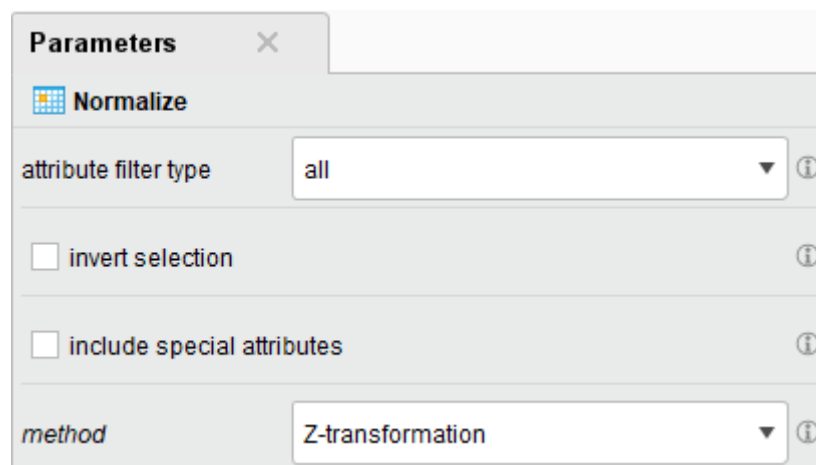 Parameters
Normalize
attribute filter type all
invert selection
include special attributes
method Z-transformation